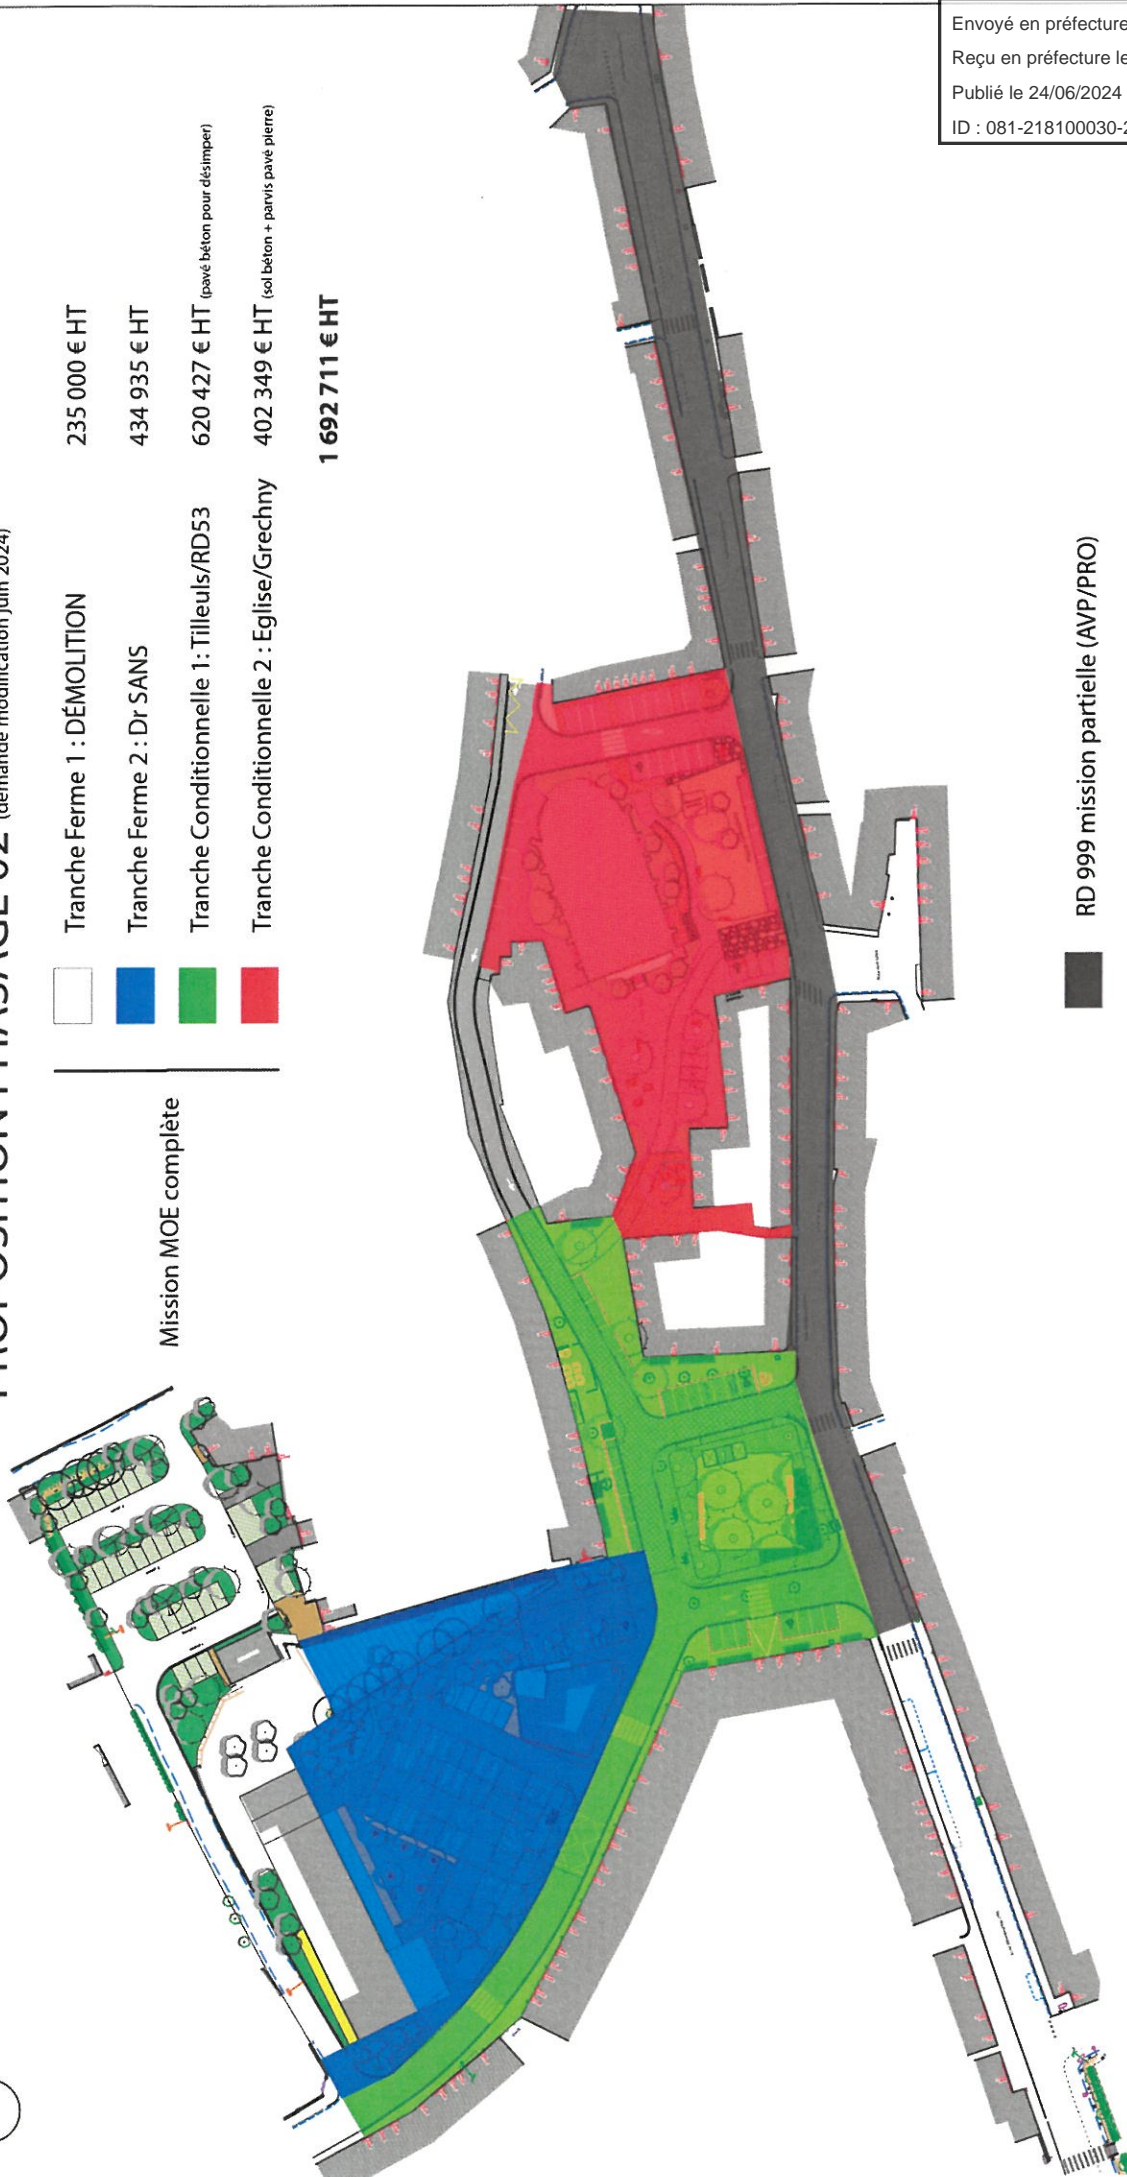 Envoyé en préfecture
Reçu en préfecture le
Publié le 24/06/2024
ID : 081-218100030-2
PROPOSITION PHASAGE 02 (demande modification juin 2024)
Mission MOE complète
Tranche Ferme 1 : DÉMOLITION 235 000 € HT
Tranche Ferme 2 : Dr SANS 434 935 € HT
Tranche Conditionnelle 1 : Tilleuls/RD53 620 427 € HT (pavé béton pour désimper)
Tranche Conditionnelle 2 : Eglise/Grechny 402 349 € HT (sol béton + parvis pavé pierre)
1 692 711 € HT
RD 999 mission partielle (AVP/PRO)